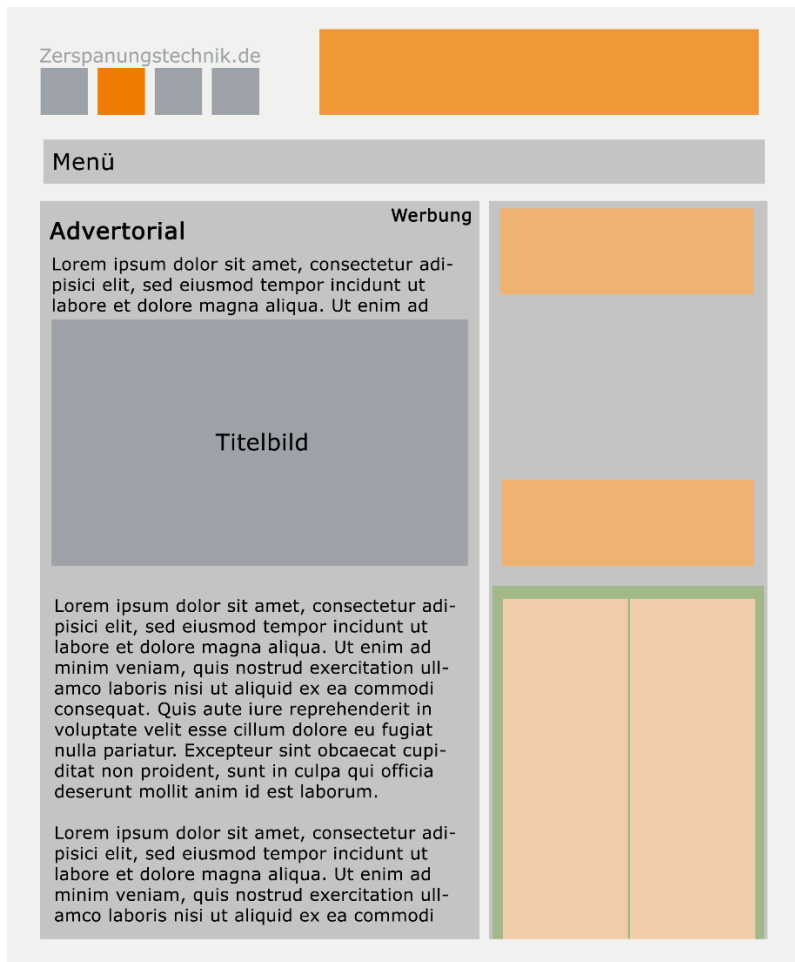 Zerspanungstechnik.de
Menü
Werbung
Advertorial
Lorem ipsum dolor sit amet, consectetur adi-
pisici elit, sed eiusmod tempor incidunt ut
labore et dolore magna aliqua. Ut enim ad
Titelbild
Lorem ipsum dolor sit amet, consectetur adi-
pisici elit, sed eiusmod tempor incidunt ut
labore et dolore magna aliqua. Ut enim ad
minim veniam, quis nostrud exercitation ull-
amco laboris nisi ut aliquid ex ea commodi
consequat. Quis aute iure reprehenderit in
voluptate velit esse cillum dolore eu fugiat
nulla pariatur. Excepteur sint obcaecat cupi-
ditat non proident, sunt in culpa qui officia
deserunt mollit anim id est laborum.
Lorem ipsum dolor sit amet, consectetur adi-
pisici elit, sed eiusmod tempor incidunt ut
labore et dolore magna aliqua. Ut enim ad
minim veniam, quis nostrud exercitation ull-
amco laboris nisi ut aliquid ex ea commodi